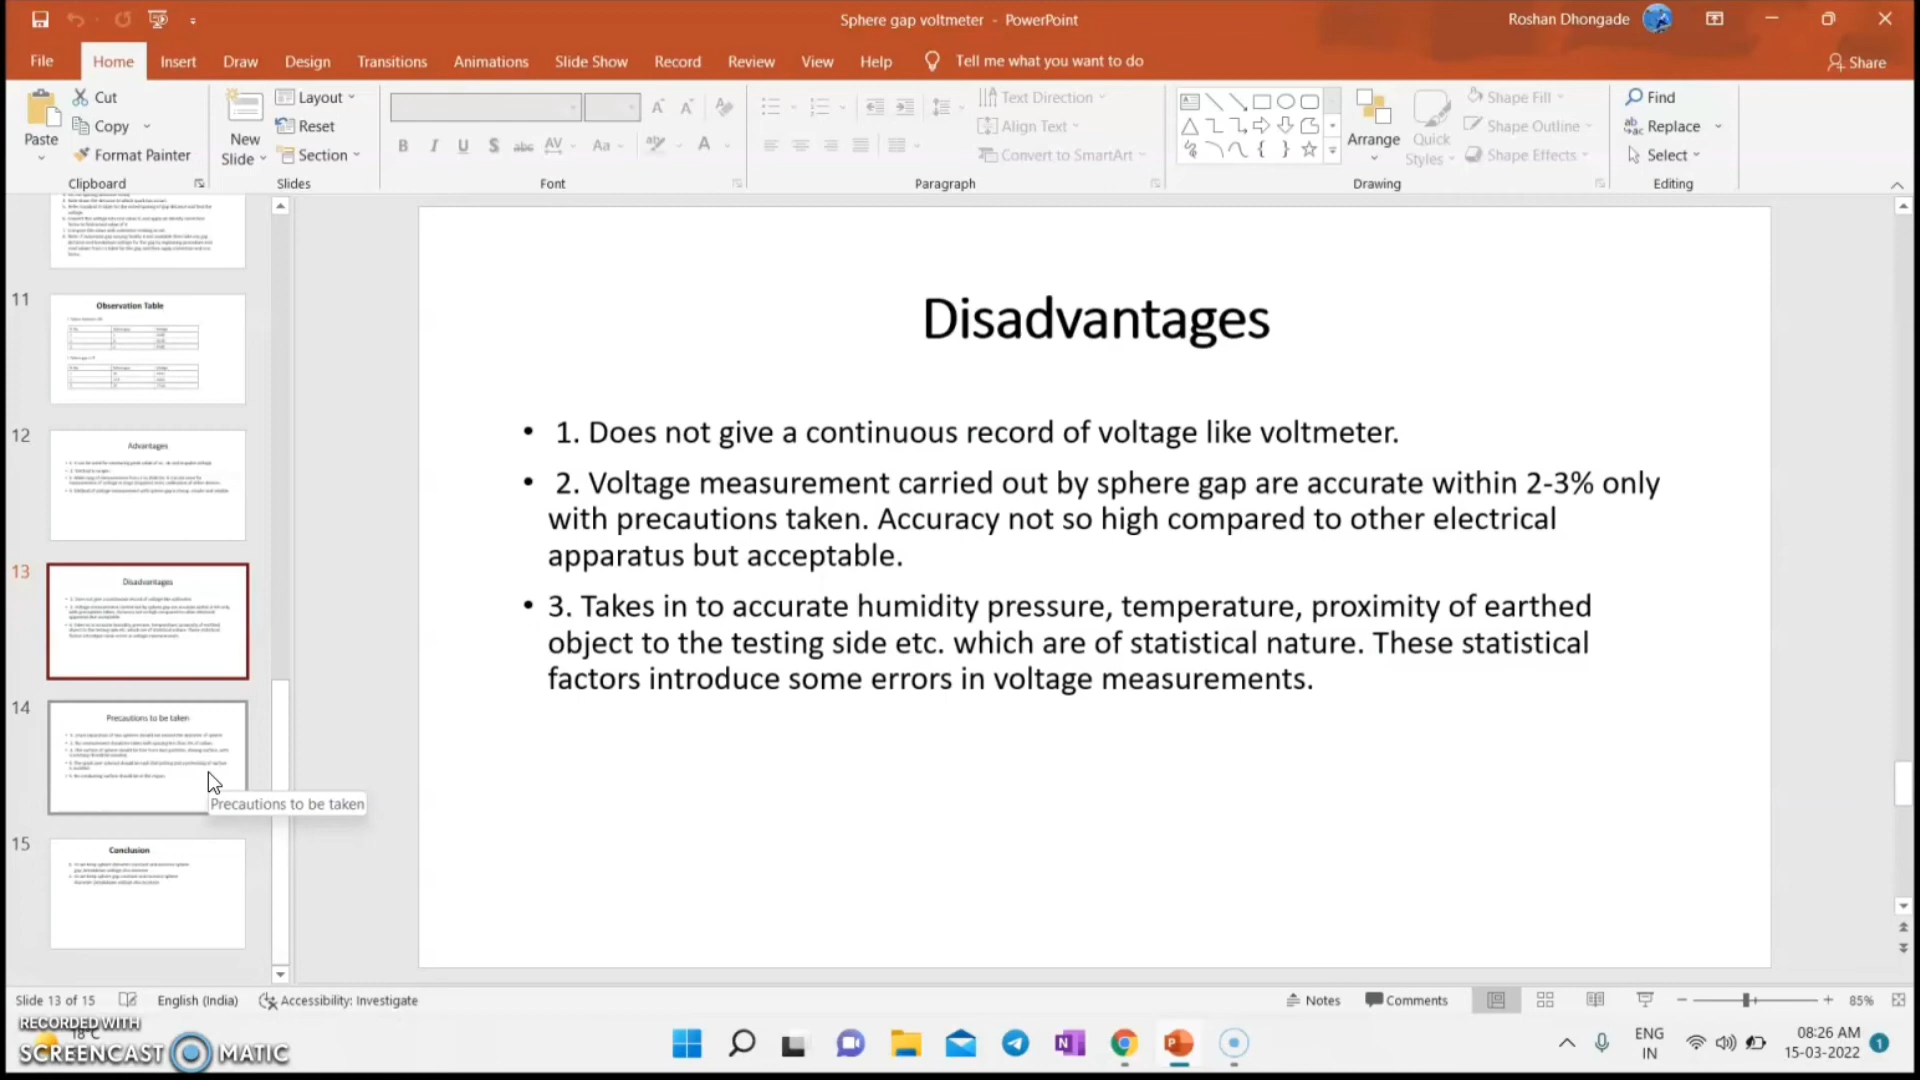 Sphere gap voltmeter - PowerPoint
Roshan Dhongade
File Home Insert Draw Design Transitions Animations Slide Show Record Review View Help Tell me what you want to do
Share
Paste
Cut
Copy
Format Painter
Clipboard
New Slide
Layout
Reset
Section
Slides
Font
Text Direction
Align Text
Convert to SmartArt
Paragraph
Arrange
Quick Styles
Shape Fill
Shape Outline
Shape Effects
Drawing
Find
Replace
Select
Editing
11
Observation Table
12
Advantages
13
Disadvantages
14
Precautions to be taken
Precautions to be taken
15
Conclusion
Disadvantages
• 1. Does not give a continuous record of voltage like voltmeter.
• 2. Voltage measurement carried out by sphere gap are accurate within 2-3% only
with precautions taken. Accuracy not so high compared to other electrical
apparatus but acceptable.
• 3. Takes in to accurate humidity pressure, temperature, proximity of earthed
object to the testing side etc. which are of statistical nature. These statistical
factors introduce some errors in voltage measurements.
Slide 13 of 15 English (India) Accessibility: Investigate
Notes Comments 85%
RECORDED WITH
18°C
SCREENCAST MATIC
ENG
IN
08:26 AM
15-03-2022
1